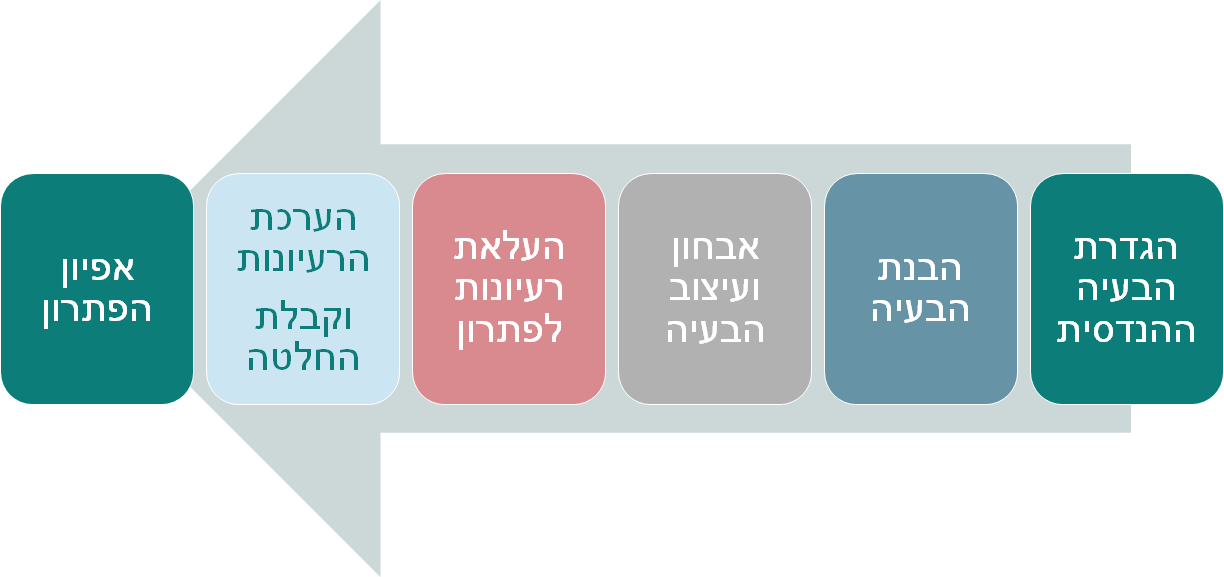 הגדרת
הבעיה
ההנדסית
הבנת
הבעיה
אבחון
ועיצוב
הבעיה
העלאת
רעיונות
לפתרון
הערכת
הרעיונות
וקבלת
החלטה
אפיון
הפתרון